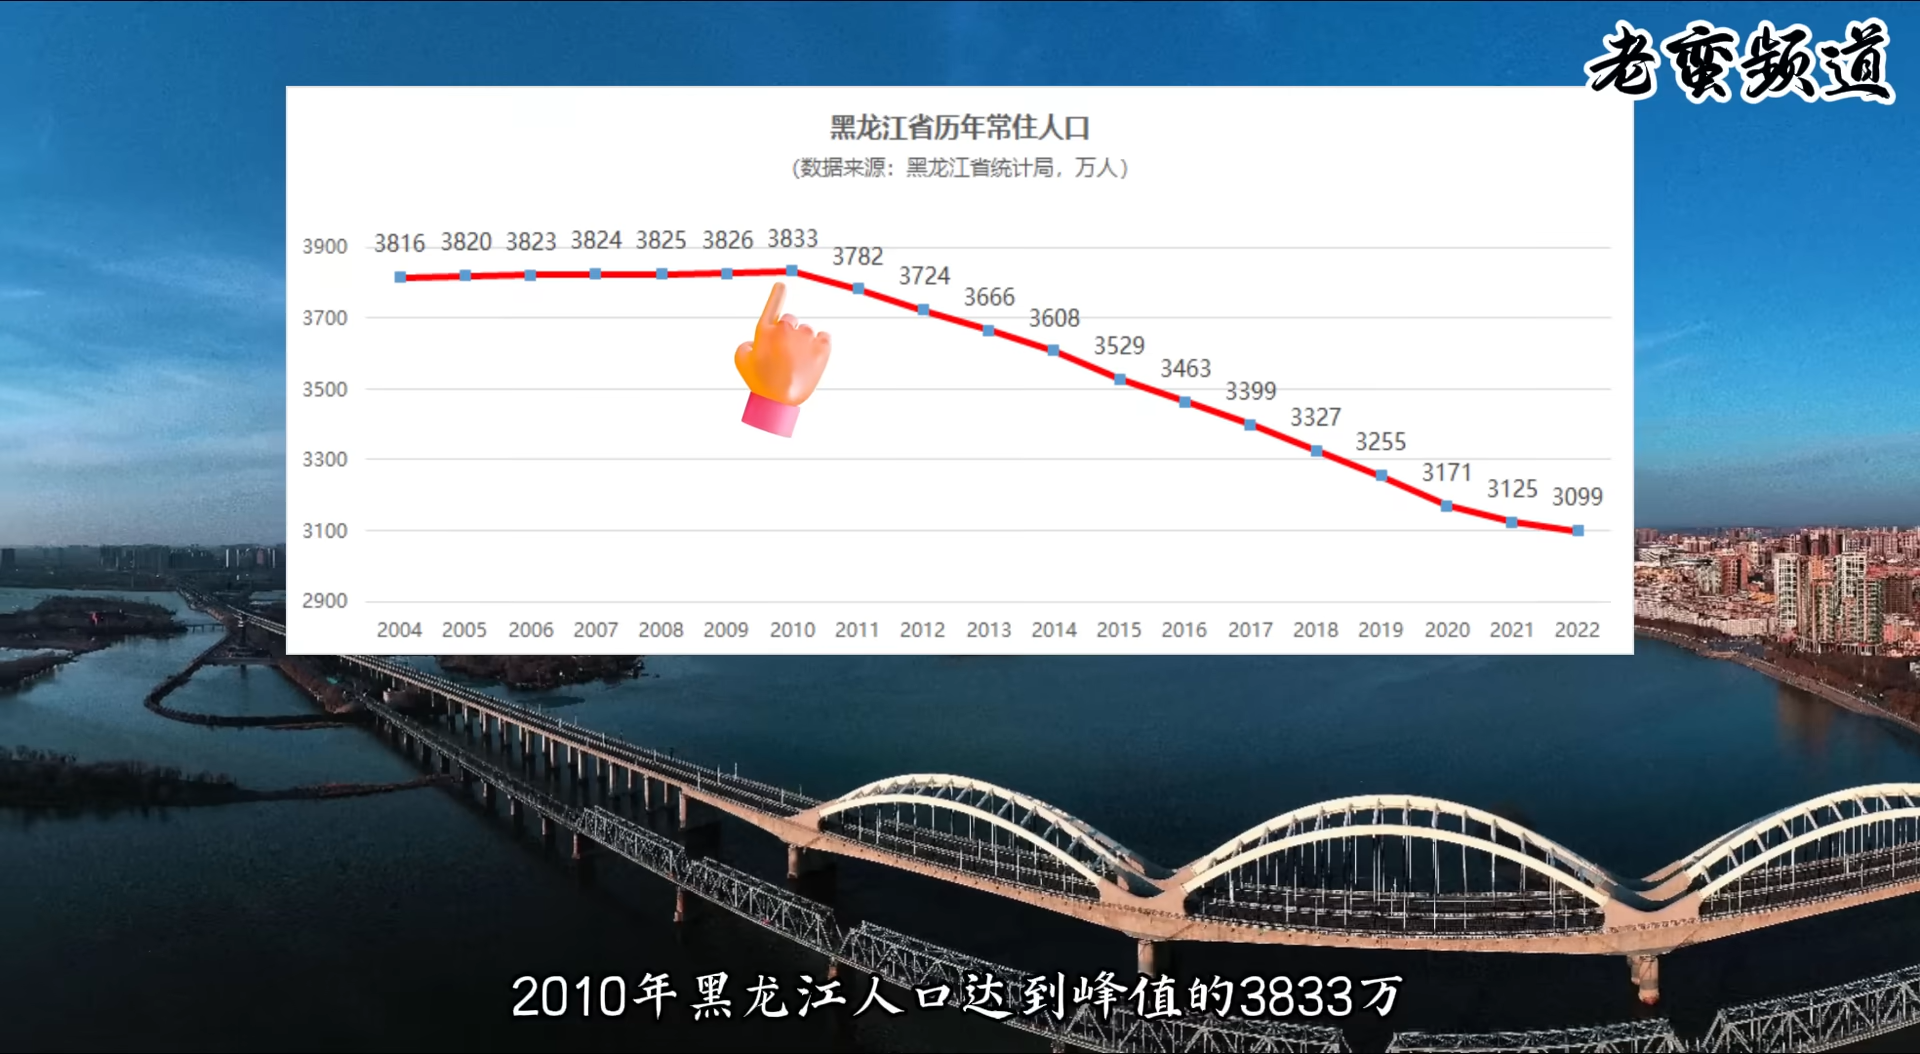 老蛮频道
黑龙江省历年常住人口
（数据来源：黑龙江省统计局，万人）
3816 3820 3823 3824 3825 3826 3833 3782 3724 3666 3608 3529 3463 3399 3327 3255 3171 3125 3099
3900
3700
3500
3300
3100
2900
2004 2005 2006 2007 2008 2009 2010 2011 2012 2013 2014 2015 2016 2017 2018 2019 2020 2021 2022
2010年黑龙江人口达到峰值的3833万